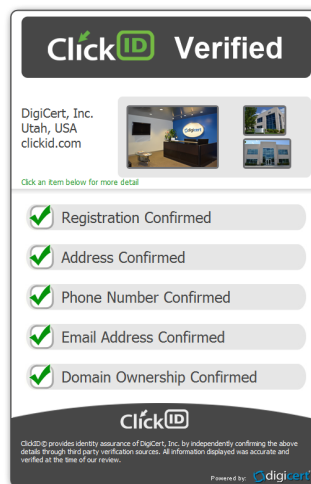 ClickID Verified
DigiCert, Inc.
Utah, USA
clickid.com
digicert
Click an item below for more detail
Registration Confirmed
Address Confirmed
Phone Number Confirmed
Email Address Confirmed
Domain Ownership Confirmed
ClickID
ClickID© provides identity assurance of DigiCert, Inc. by independently confirming the above
details through third party verification sources. All information displayed was accurate and
verified at the time of our review.
Powered by: digicert